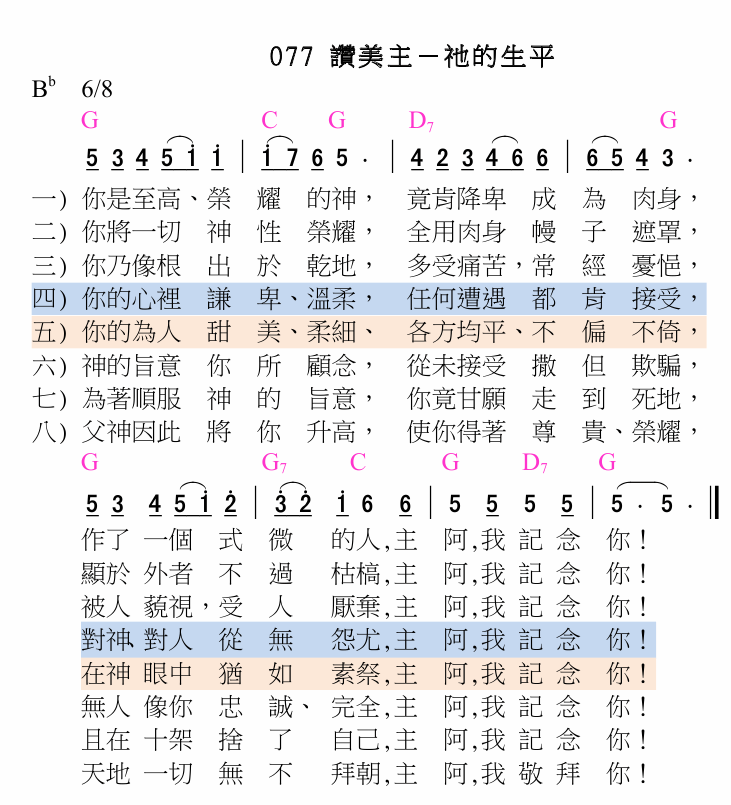 077 讚美主－祂的生平
B♭ 6/8
G C G D7 G
5 3 4 5 i i | i 7 6 5 . | 4 2 3 4 6 6 | 6 5 4 3 .
一) 你是至高、榮耀的神， 竟肯降卑成為肉身，
二) 你將一切神性榮耀， 全用肉身幔子遮罩，
三) 你乃像根出於乾地， 多受痛苦，常經憂悒，
四) 你的心裡謙卑、溫柔， 任何遭遇都肯接受，
五) 你的為人甜美、柔細、 各方均平、不偏不倚，
六) 神的旨意你所顧念， 從未接受撒但欺騙，
七) 為著順服神的旨意， 你竟甘願走到死地，
八) 父神因此將你升高， 使你得著尊貴、榮耀，
G G7 C G D7 G
5 3 4 5 i 2̇ | 3̇ 2̇ i 6 6 | 5 5 5 5 | 5 . 5 . ‖
作了一個式微的人,主阿,我記念你！
顯於外者不過枯槁,主阿,我記念你！
被人藐視，受人厭棄,主阿,我記念你！
對神、對人從無怨尤,主阿,我記念你！
在神眼中猶如素祭,主阿,我記念你！
無人像你忠誠、完全,主阿,我記念你！
且在十架捨了自己,主阿,我記念你！
天地一切無不拜朝,主阿,我敬拜你！